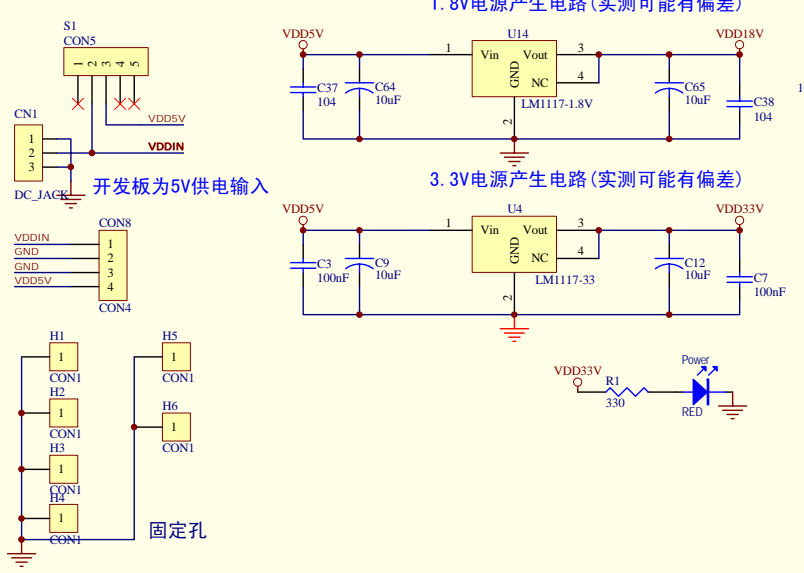 1.8V电源产生电路(实测可能有偏差)
S1
CON5
1 2 3 4 5
VDD5V
CN1
1
2
3
VDDIN
DC_JACK
开发板为5V供电输入
VDD5V
U14
VDD18V
1
Vin
Vout
3
GND
NC
4
2
LM1117-1.8V
C37
104
C64
10uF
C65
10uF
C38
104
3.3V电源产生电路(实测可能有偏差)
VDD5V
U4
VDD33V
1
Vin
Vout
3
GND
NC
4
2
LM1117-33
C3
100nF
C9
10uF
C12
10uF
C7
100nF
CON8
VDDIN
1
GND
2
GND
3
VDD5V
4
CON4
H1
1
CON1
H2
1
CON1
H3
1
CON1
H4
1
CON1
H5
1
CON1
H6
1
CON1
固定孔
VDD33V
R1
330
Power
RED